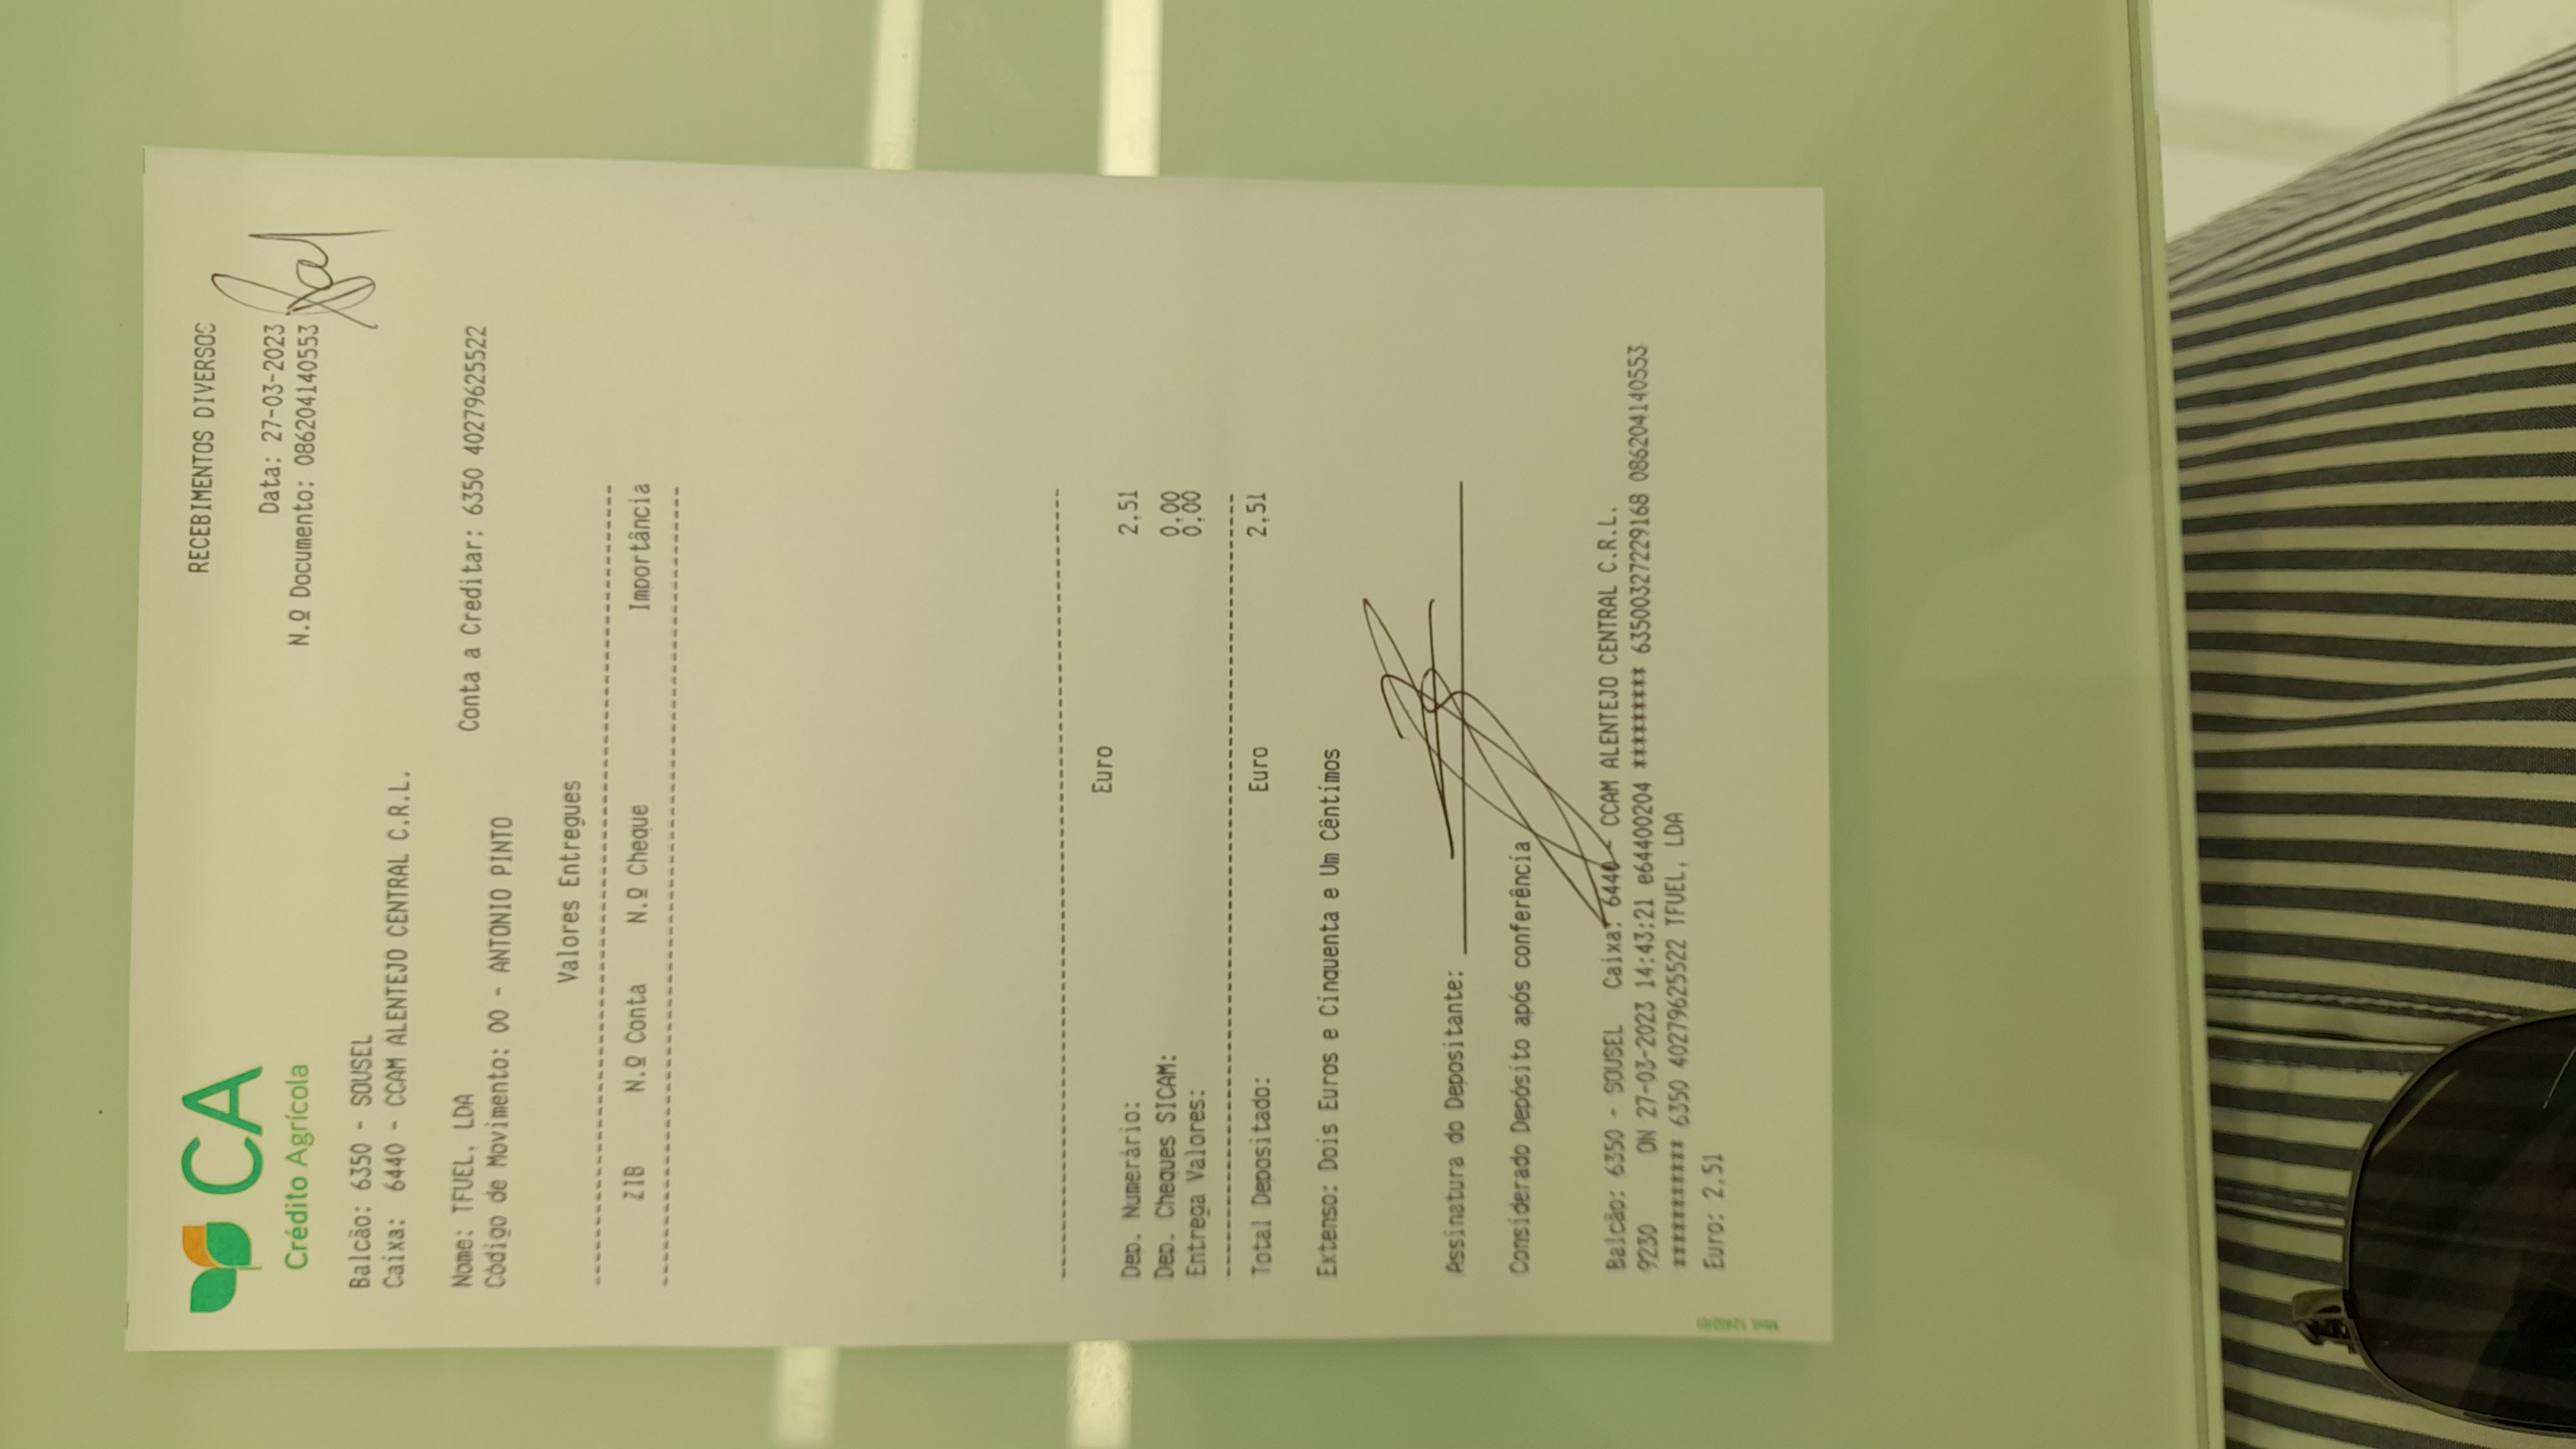 CA
Crédito Agrícola
RECEBIMENTOS DIVERSOS
Data: 27-03-2023
N.º Documento: 086204140553
Balcão: 6350 - SOUSEL
Caixa: 6440 - CCAM ALENTEJO CENTRAL C.R.L.
Nome: TFUEL, LDA
Conta a Creditar: 6350 40279625522
Código de Movimento: 00 - ANTONIO PINTO
Valores Entregues
ZIB N.º Conta N.º Cheque Importância
Euro
Dep. Numerário: 2,51
Dep. Cheques SICAM: 0,00
Entrega Valores: 0,00
Total Depositado: Euro 2,51
Extenso: Dois Euros e Cinquenta e Um Cêntimos
Assinatura do Depositante:
Considerado Depósito após conferência
Balcão: 6350 - SOUSEL Caixa: 6440 - CCAM ALENTEJO CENTRAL C.R.L.
9230 ON 27-03-2023 14:43:21 e64400204 ********* 6350032722916​8 086204140553
*********** 6350 40279625522 TFUEL, LDA
Euro: 2,51